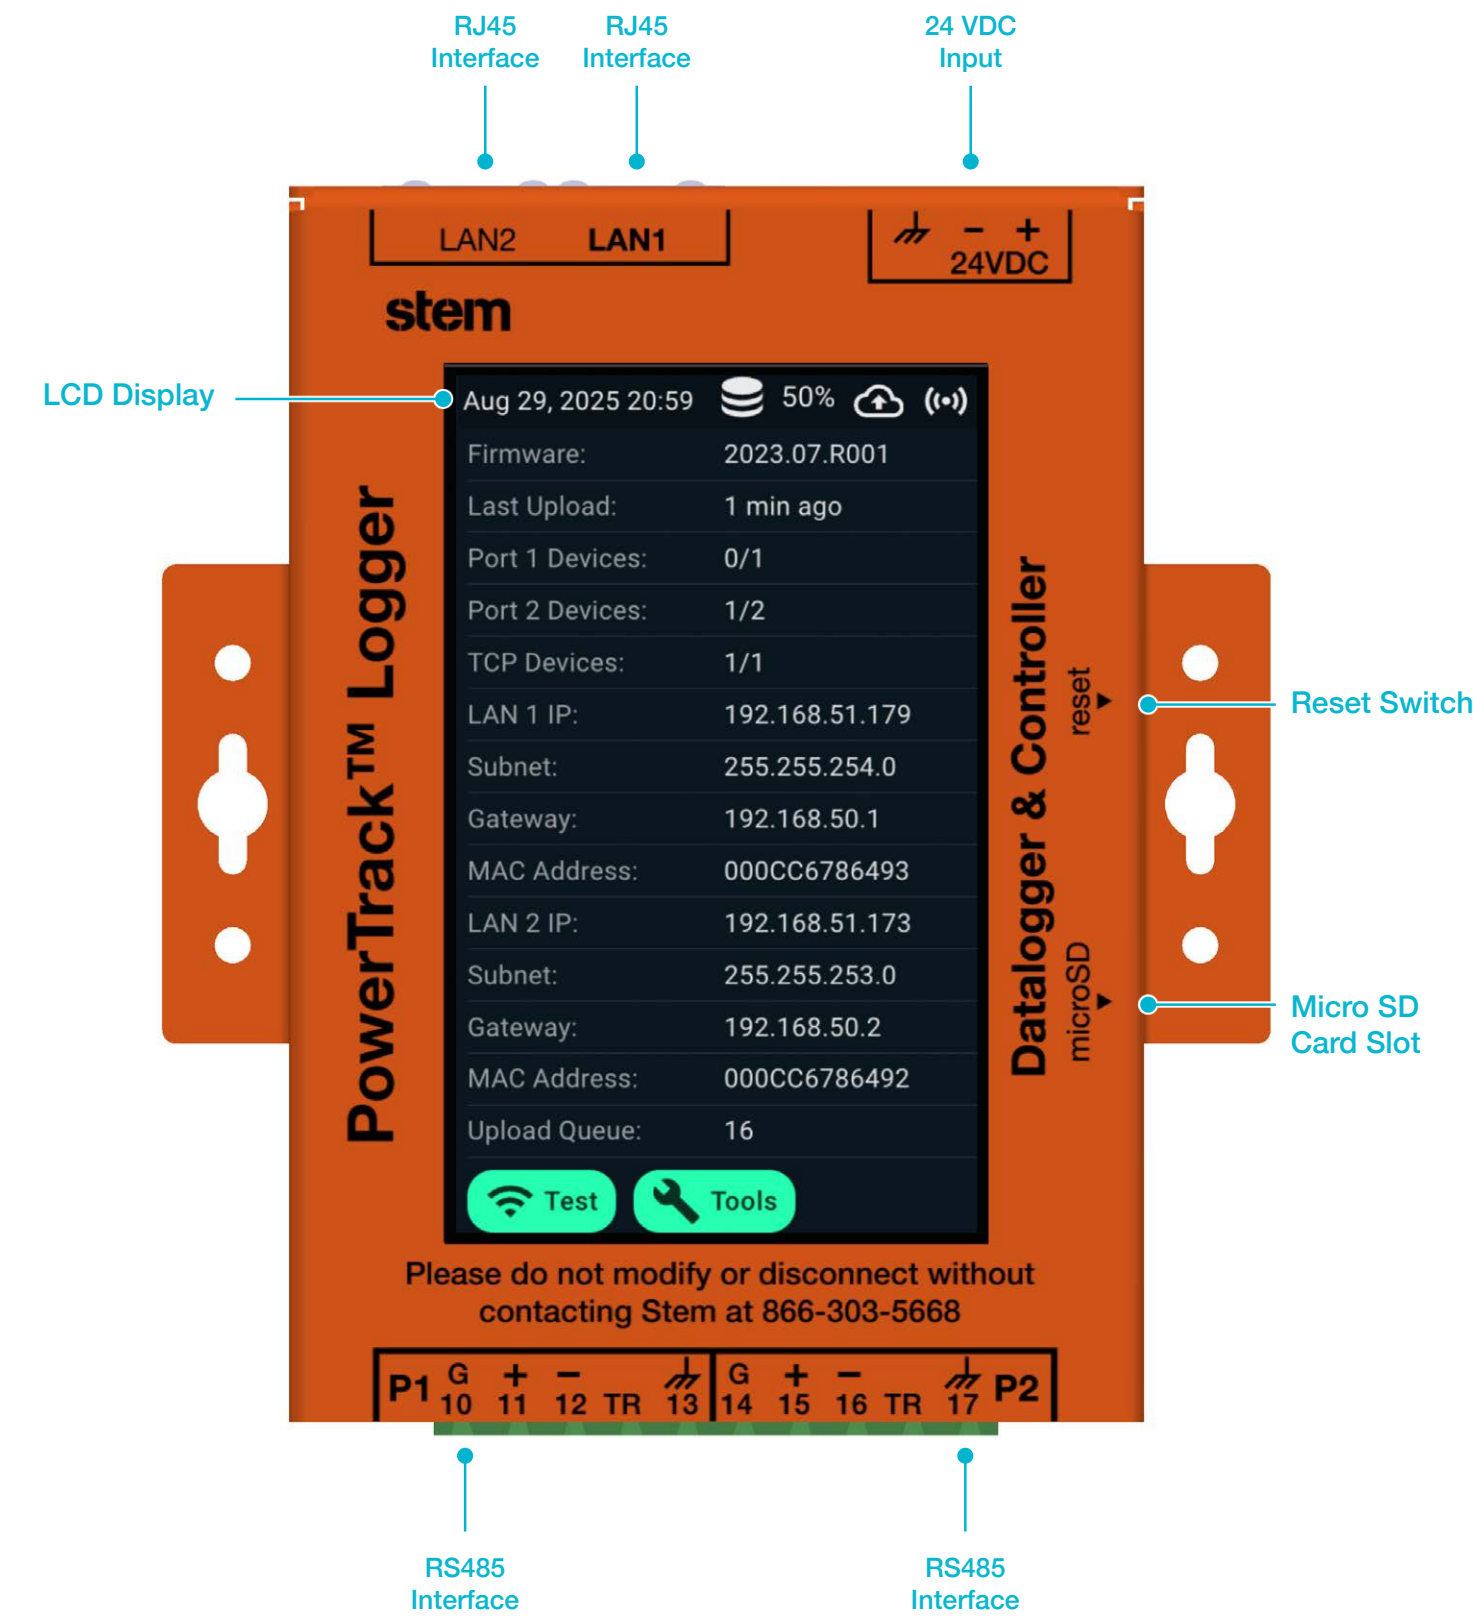 RJ45
Interface
RJ45
Interface
24 VDC
Input
LAN2
LAN1
- +
24VDC
stem
LCD Display
Aug 29, 2025 20:59
50%
Firmware: 2023.07.R001
Last Upload: 1 min ago
Port 1 Devices: 0/1
Port 2 Devices: 1/2
TCP Devices: 1/1
LAN 1 IP: 192.168.51.179
Subnet: 255.255.254.0
Gateway: 192.168.50.1
MAC Address: 000CC6786493
LAN 2 IP: 192.168.51.173
Subnet: 255.255.253.0
Gateway: 192.168.50.2
MAC Address: 000CC6786492
Upload Queue: 16
Test
Tools
PowerTrack™ Logger
Datalogger & Controller
reset
microSD
Reset Switch
Micro SD
Card Slot
Please do not modify or disconnect without
contacting Stem at 866-303-5668
P1
G + −
10 11 12 TR 13
G + −
14 15 16 TR 17
P2
RS485
Interface
RS485
Interface